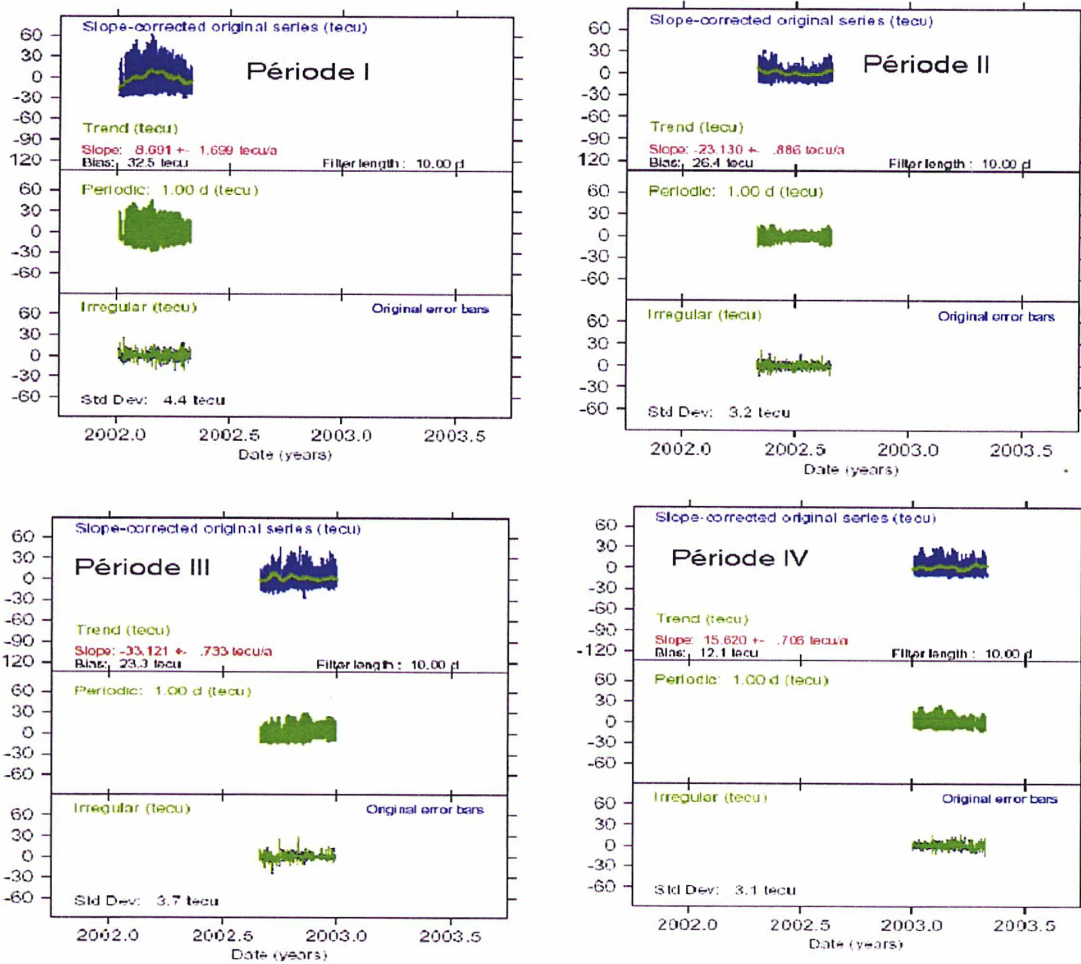 Slope-corrected original series (tecu)
60
30
0
-30
-60
-90
120
Période I
Trend (tecu)
Slope: 8.691 +- 1.699 tecu/a
Bias: 32.5 tecu
Filter length : 10.00 d
Periodic: 1.00 d (tecu)
60
30
0
-30
-60
Irregular (tecu)
Original error bars
60
30
0
-30
-60
Std Dev: 4.4 tecu
2002.0
2002.5
2003.0
2003.5
Date (years)
Slope-corrected original series (tecu)
60
30
0
-30
-60
-90
120
Période II
Trend (tecu)
Slope: -23.130 +- .886 tecu/a
Bias: 26.4 tecu
Filter length : 10.00 d
Periodic: 1.00 d (tecu)
60
30
0
-30
-60
Irregular (tecu)
Original error bars
60
30
0
-30
-60
Std Dev: 3.2 tecu
2002.0
2002.5
2003.0
2003.5
Date (years)
Slope-corrected original series (tecu)
60
30
0
-30
-60
-90
120
Période III
Trend (tecu)
Slope: -33.121 +- .733 tecu/a
Bias: 23.3 tecu
Filter length : 10.00 d
Periodic: 1.00 d (tecu)
60
30
0
-30
-60
Irregular (tecu)
Original error bars
60
30
0
-30
-60
Std Dev: 3.7 tecu
2002.0
2002.5
2003.0
2003.5
Date (years)
Slope-corrected original series (tecu)
60
30
0
-30
-60
-90
-120
Période IV
Trend (tecu)
Slope: 15.620 +- .706 tecu/a
Bias: 12.1 tecu
Filter length : 10.00 d
Periodic: 1.00 d (tecu)
60
30
0
-30
-60
Irregular (tecu)
Original error bars
60
30
0
-30
-60
Std Dev: 3.1 tecu
2002.0
2002.5
2003.0
2003.5
Date (years)